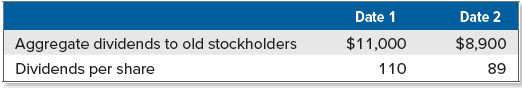 Date 1 Date 2
Aggregate dividends to old stockholders $11,000 $8,900
Dividends per share 110 89